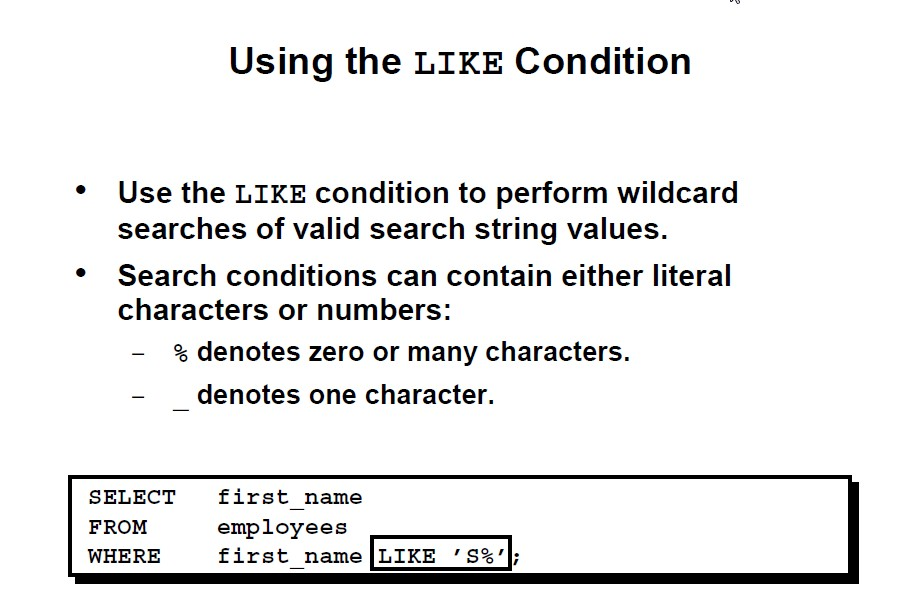 Using the LIKE Condition
• Use the LIKE condition to perform wildcard
searches of valid search string values.
• Search conditions can contain either literal
characters or numbers:
– % denotes zero or many characters.
– _ denotes one character.
SELECT first_name
FROM employees
WHERE first_name LIKE ’S%’;